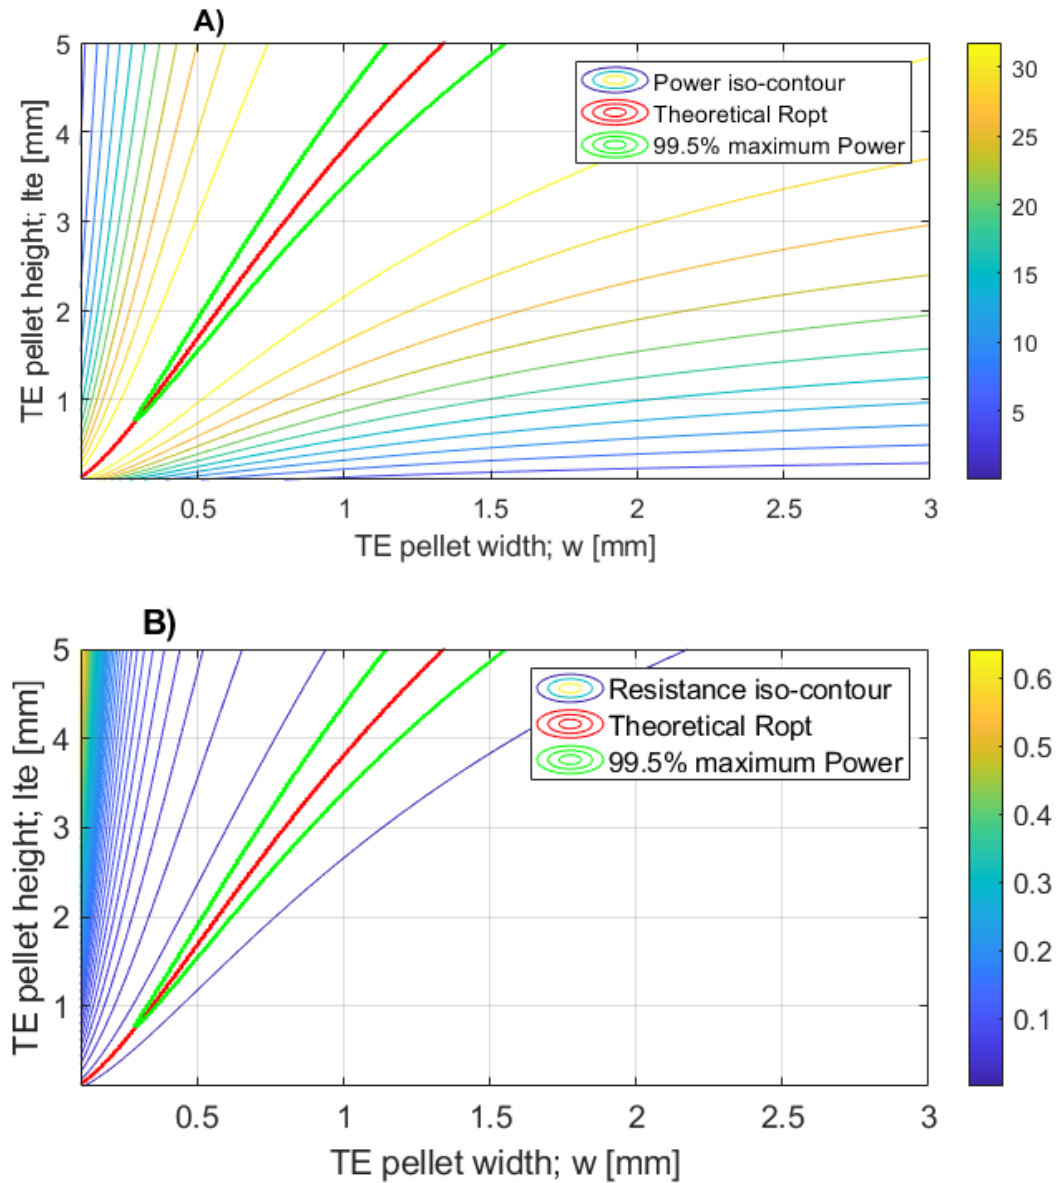 A)
TE pellet height; lte [mm]
5
4
3
2
1
Power iso-contour
Theoretical Ropt
99.5% maximum Power
30
25
20
15
10
5
0.5 1 1.5 2 2.5 3
TE pellet width; w [mm]
B)
TE pellet height; lte [mm]
5
4
3
2
1
Resistance iso-contour
Theoretical Ropt
99.5% maximum Power
0.6
0.5
0.4
0.3
0.2
0.1
0.5 1 1.5 2 2.5 3
TE pellet width; w [mm]